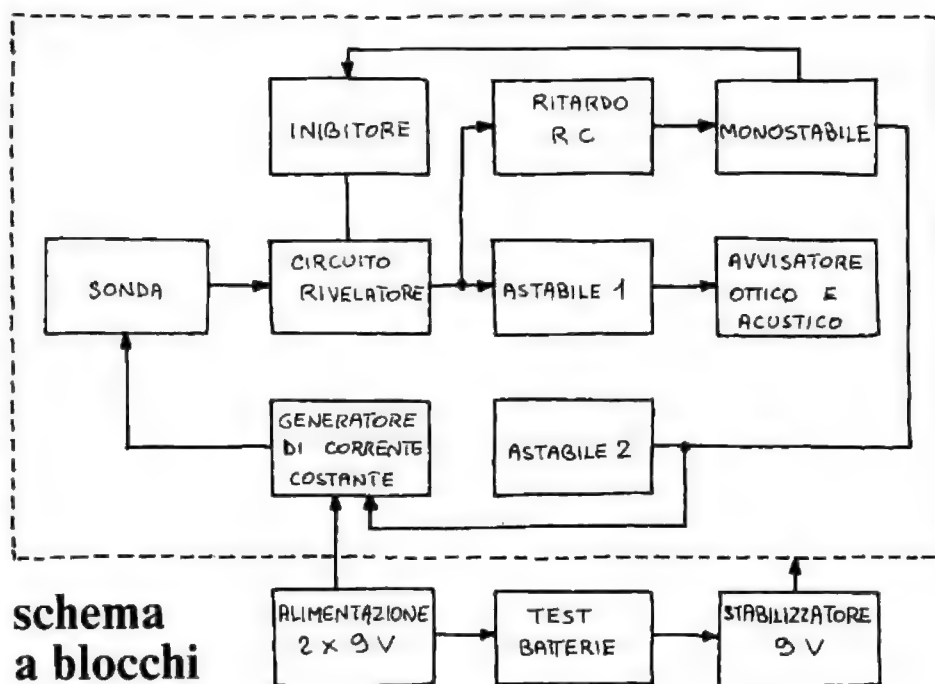 INIBITORE
RITARDO
R C
MONOSTABILE
SONDA
CIRCUITO
RIVELATORE
ASTABILE 1
AVVISATORE
OTTICO E
ACUSTICO
GENERATORE
DI CORRENTE
COSTANTE
ASTABILE 2
schema
a blocchi
ALIMENTAZIONE
2 x 9 V
TEST
BATTERIE
STABILIZZATORE
9 V